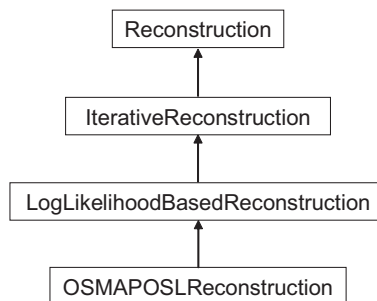 Reconstruction
IterativeReconstruction
LogLikelihoodBasedReconstruction
OSMAPOSLReconstruction